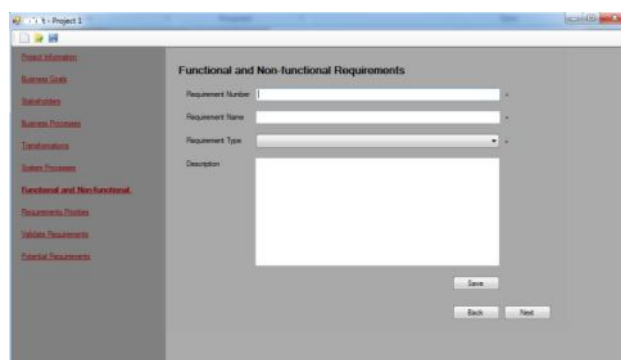 t - Project 1
Project Information
Business Goals
Stakeholders
Business Processes
Transformations
System Processes
Functional and Non-functional.
Requirements Priorities
Validate Requirements
Potential Requirements
Functional and Non-functional Requirements
Requirement Number
*
Requirement Name
*
Requirement Type
*
Description
Save
Back
Next